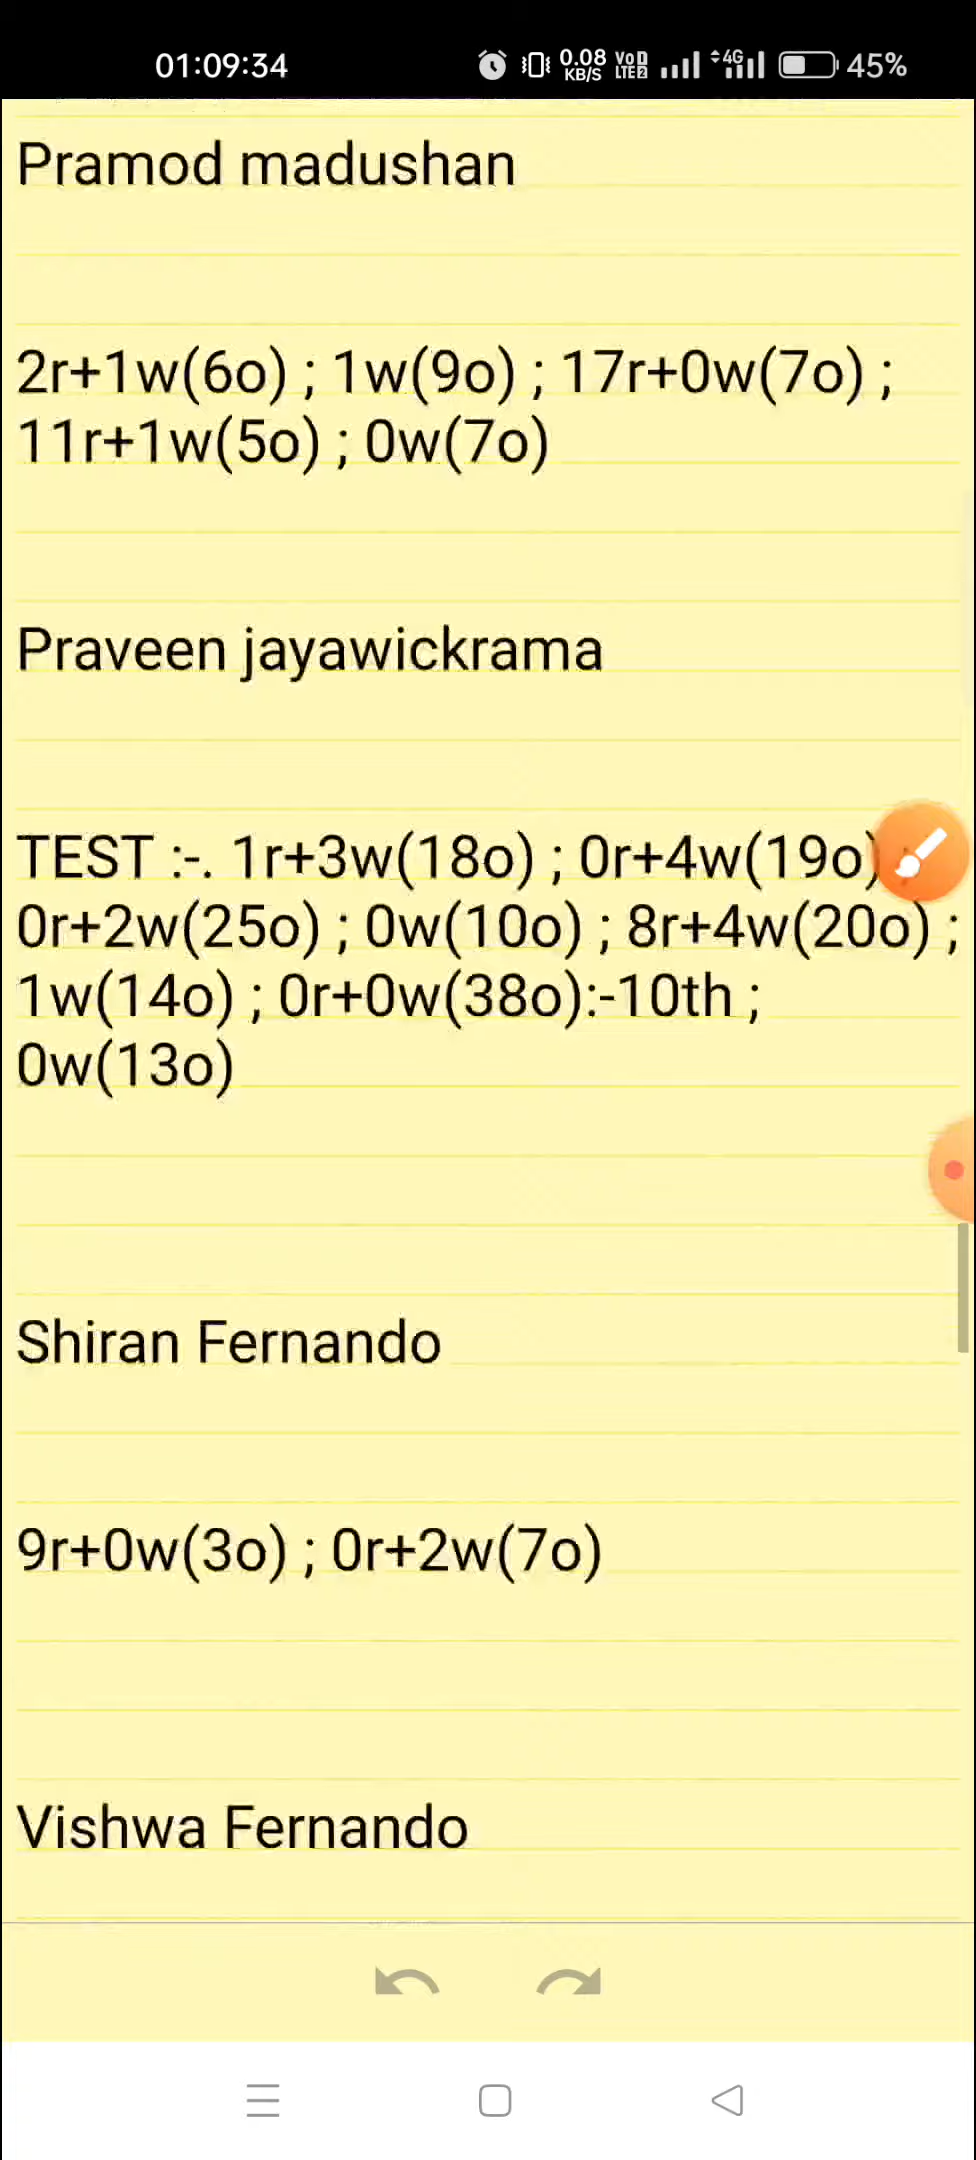 01:09:34 0.08 KB/S VoD LTE2 4G 45%
Pramod madushan
2r+1w(6o) ; 1w(9o) ; 17r+0w(7o) ;
11r+1w(5o) ; 0w(7o)
Praveen jayawickrama
TEST :-. 1r+3w(18o) ; 0r+4w(19o)
0r+2w(25o) ; 0w(10o) ; 8r+4w(20o) ;
1w(14o) ; 0r+0w(38o):-10th ;
0w(13o)
Shiran Fernando
9r+0w(3o) ; 0r+2w(7o)
Vishwa Fernando